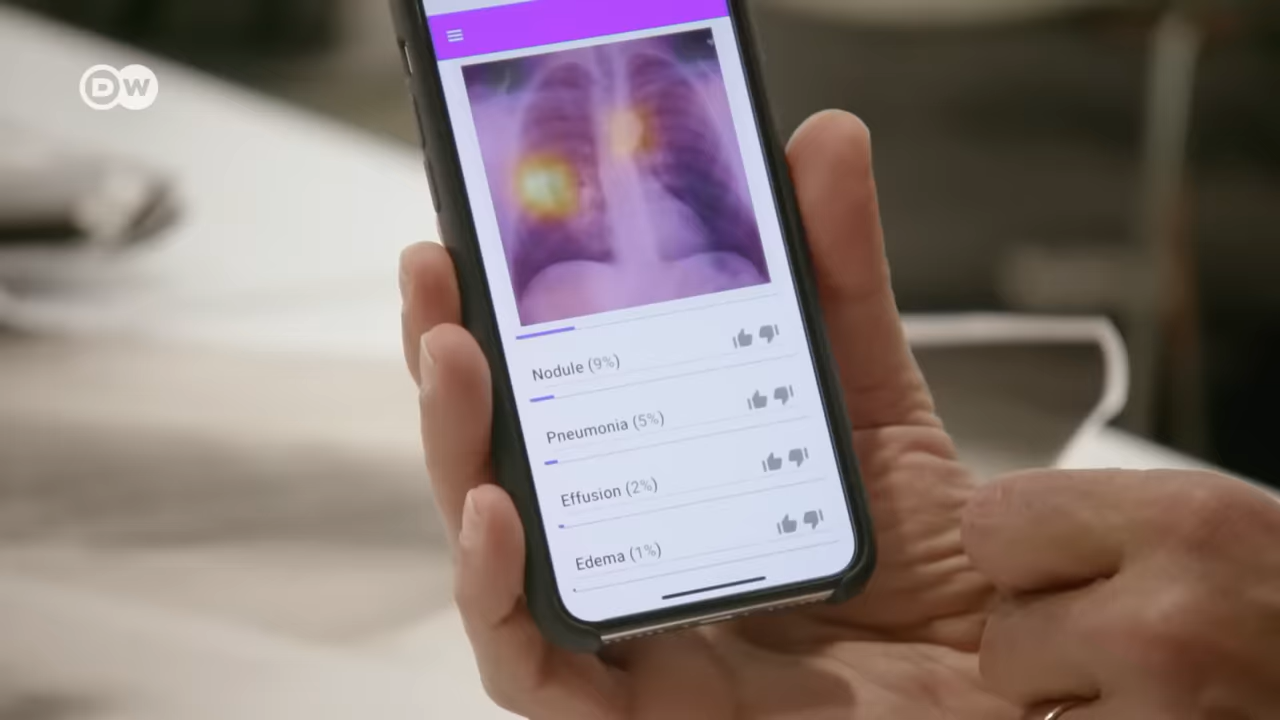 DW
Nodule (9%)
Pneumonia (5%)
Effusion (2%)
Edema (1%)